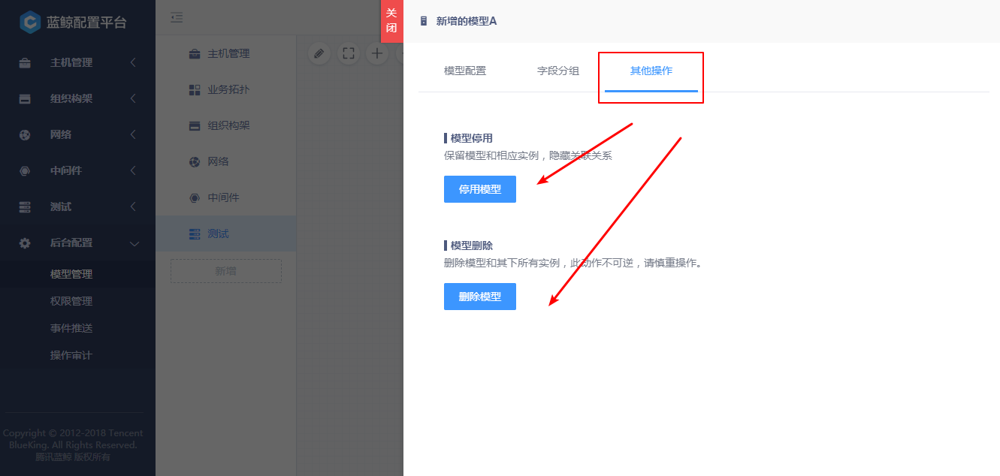 蓝鲸配置平台
主机管理
组织构架
网络
中间件
测试
后台配置
模型管理
权限管理
事件推送
操作审计
Copyright © 2012-2018 Tencent
BlueKing. All Rights Reserved.
腾讯蓝鲸 版权所有
主机管理
业务拓扑
组织构架
网络
中间件
测试
新增
关
闭
新增的模型A
模型配置 字段分组 其他操作
模型停用
保留模型和相应实例，隐藏关联关系
停用模型
模型删除
删除模型和其下所有实例，此动作不可逆，请慎重操作。
删除模型